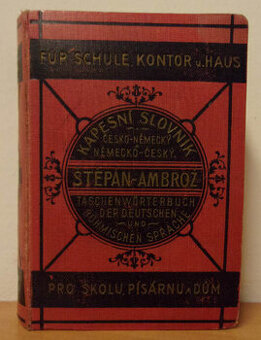 FÜR SCHULE, KONTOR u. HAUS
KAPESNÍ SLOVNÍK
ČESKO-NĚMECKÝ
NĚMECKO-ČESKÝ.
ŠTĚPAN-AMBROŽ
TASCHENWÖRTERBUCH
DER DEUTSCHEN
UND
BÖHMISCHEN SPRACHE
PRO ŠKOLU, PÍSÁRNU A DŮM